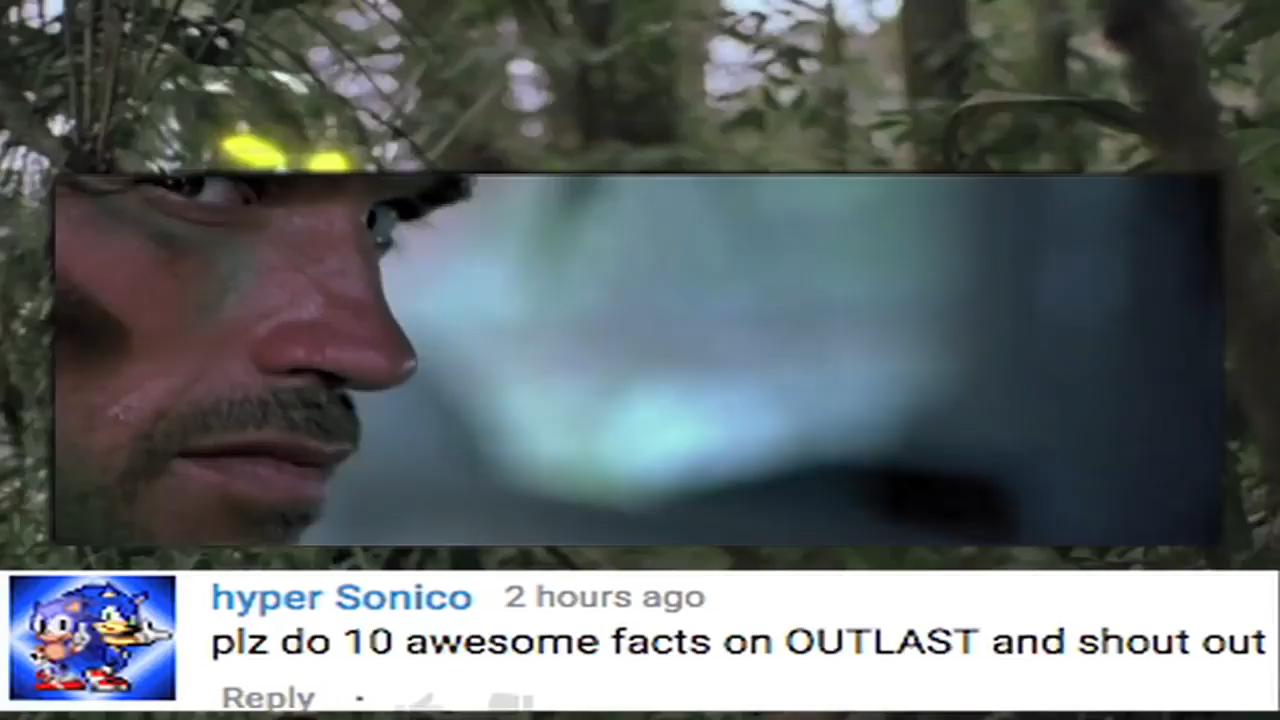 hyper Sonico 2 hours ago
plz do 10 awesome facts on OUTLAST and shout out
Reply